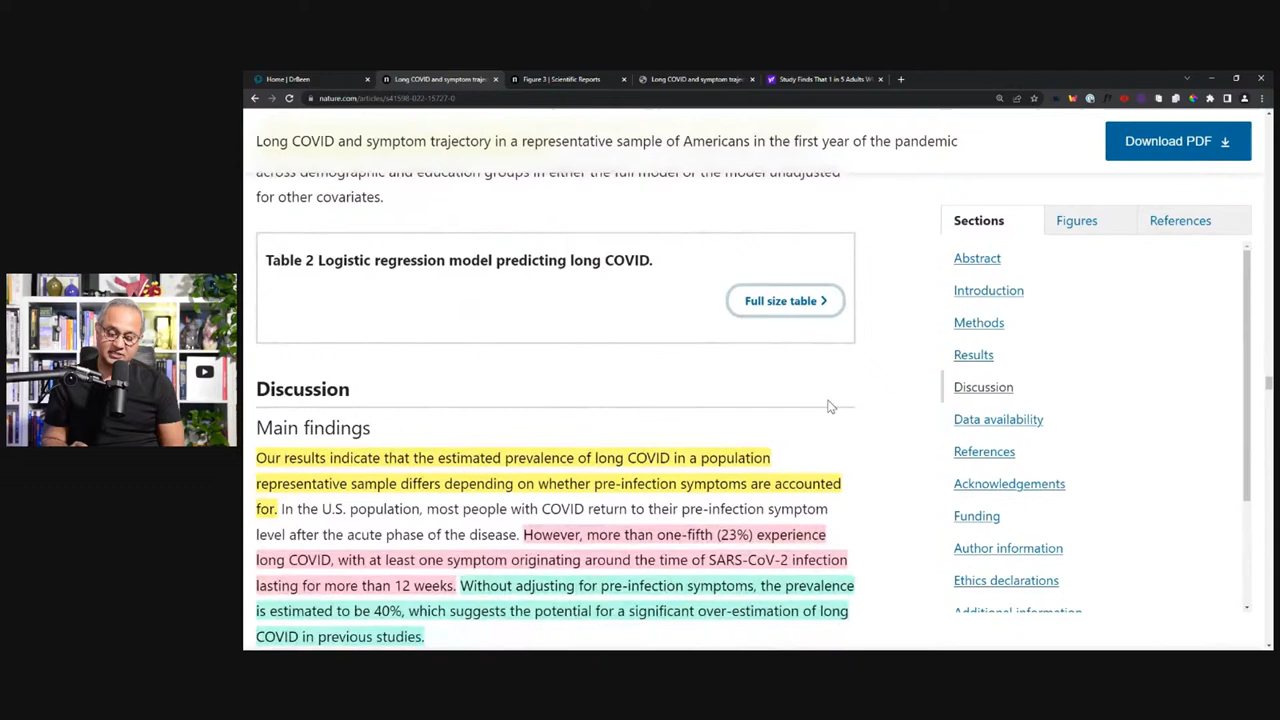 Home | DrBeen
Long COVID and symptom traje
Figure 3 | Scientific Reports
Long COVID and symptom traje
Study Finds That 1 in 5 Adults W
nature.com/articles/s41598-022-15727-0
Long COVID and symptom trajectory in a representative sample of Americans in the first year of the pandemic
Download PDF
across demographic and education groups in either the full model or the model unadjusted
for other covariates.
Table 2 Logistic regression model predicting long COVID.
Full size table
Discussion
Main findings
Our results indicate that the estimated prevalence of long COVID in a population
representative sample differs depending on whether pre-infection symptoms are accounted
for. In the U.S. population, most people with COVID return to their pre-infection symptom
level after the acute phase of the disease. However, more than one-fifth (23%) experience
long COVID, with at least one symptom originating around the time of SARS-CoV-2 infection
lasting for more than 12 weeks. Without adjusting for pre-infection symptoms, the prevalence
is estimated to be 40%, which suggests the potential for a significant over-estimation of long
COVID in previous studies.
Sections
Figures
References
Abstract
Introduction
Methods
Results
Discussion
Data availability
References
Acknowledgements
Funding
Author information
Ethics declarations
Additional information